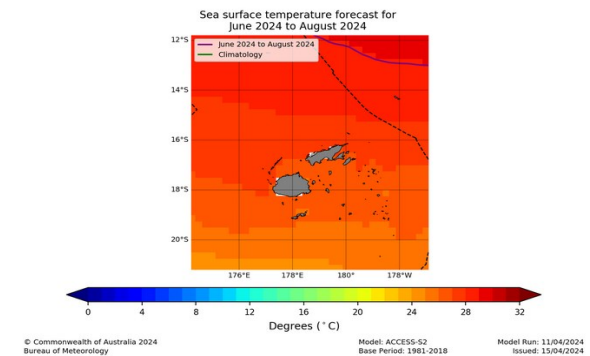 Sea surface temperature forecast for
June 2024 to August 2024
12°S
June 2024 to August 2024
Climatology
14°S
16°S
18°S
20°S
176°E 178°E 180° 178°W
0 4 8 12 16 20 24 28 32
Degrees (°C)
© Commonwealth of Australia 2024 Model: ACCESS-S2 Model Run: 11/04/2024
Bureau of Meteorology Base Period: 1981-2018 Issued: 15/04/2024